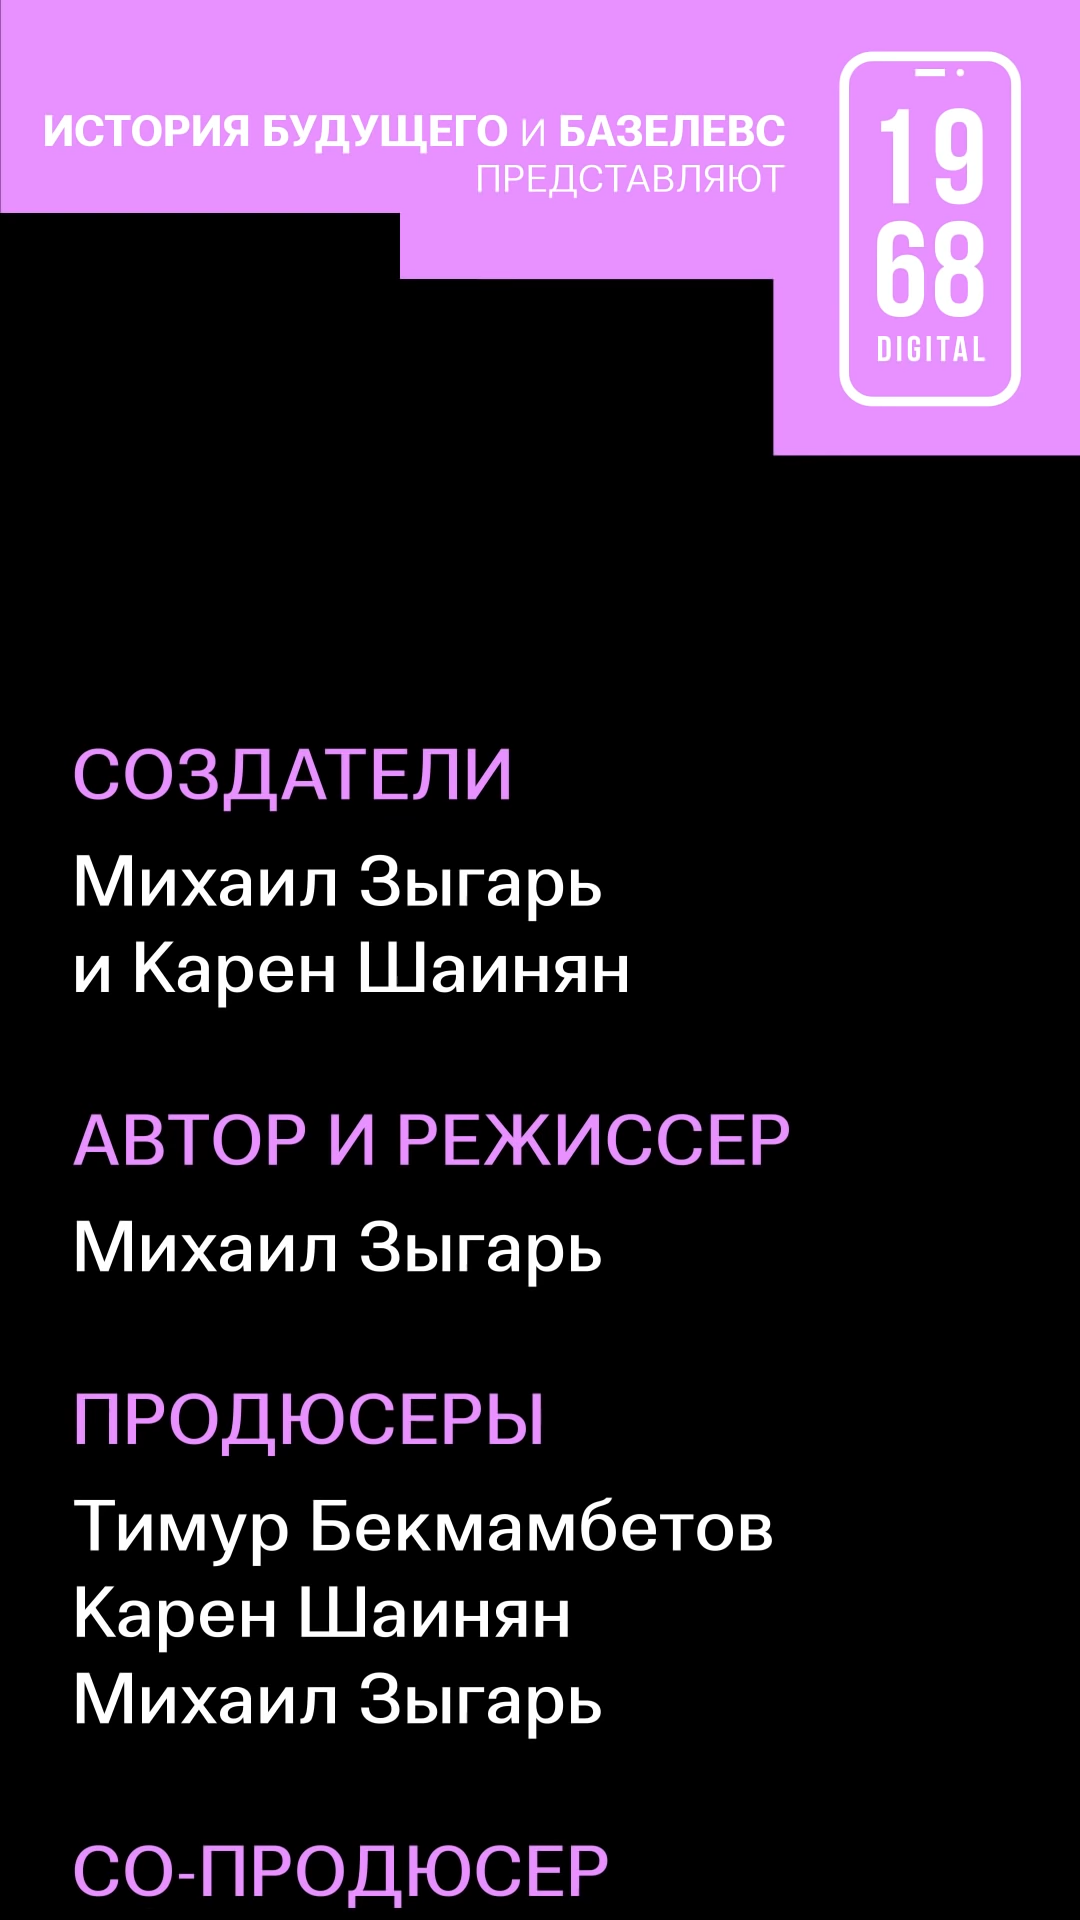 ИСТОРИЯ БУДУЩЕГО И БАЗЕЛЕВС
ПРЕДСТАВЛЯЮТ
19
68
DIGITAL
СОЗДАТЕЛИ
Михаил Зыгарь
и Карен Шаинян
АВТОР И РЕЖИССЕР
Михаил Зыгарь
ПРОДЮСЕРЫ
Тимур Бекмамбетов
Карен Шаинян
Михаил Зыгарь
СО-ПРОДЮСЕР